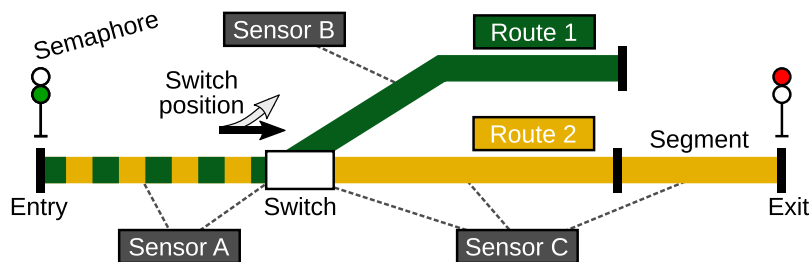 Semaphore
Sensor B
Route 1
Switch
position
Route 2
Segment
Entry
Switch
Exit
Sensor A
Sensor C